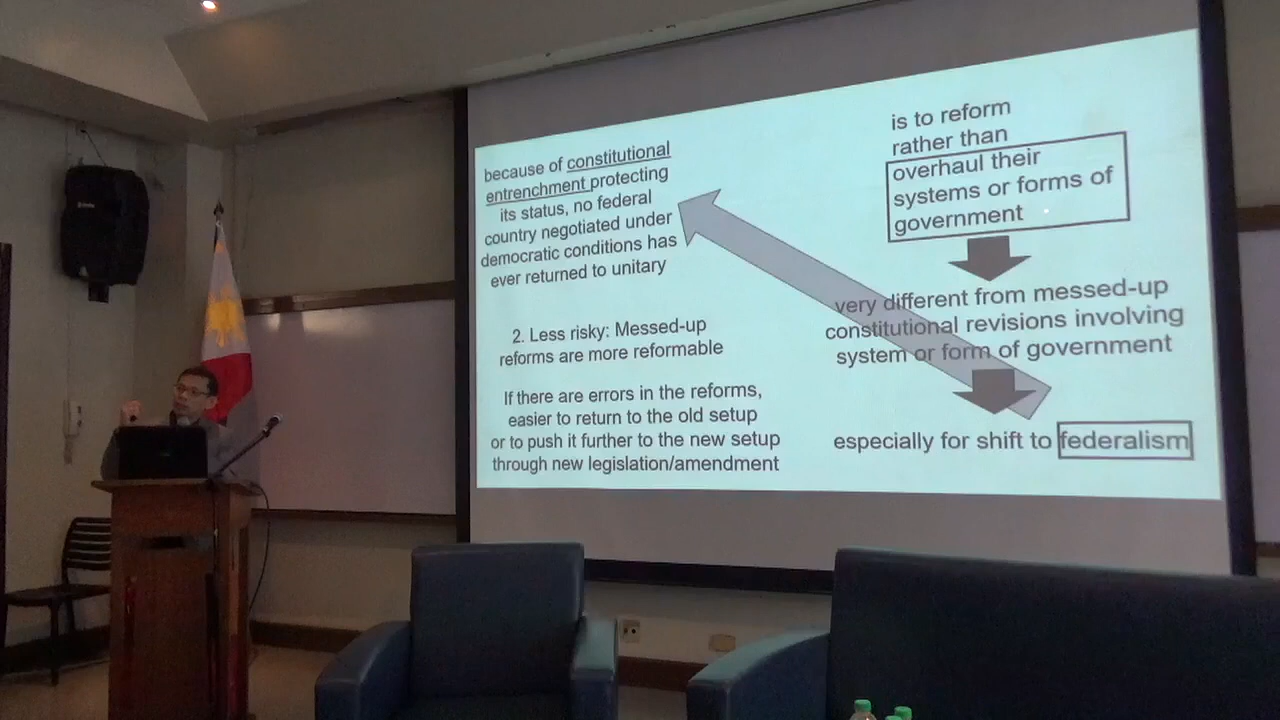 because of constitutional
entrenchment protecting
its status, no federal
country negotiated under
democratic conditions has
ever returned to unitary
2. Less risky: Messed-up
reforms are more reformable
If there are errors in the reforms,
easier to return to the old setup
or to push it further to the new setup
through new legislation/amendment
is to reform
rather than
overhaul their
systems or forms of
government
very different from messed-up
constitutional revisions involving
system or form of government
especially for shift to federalism